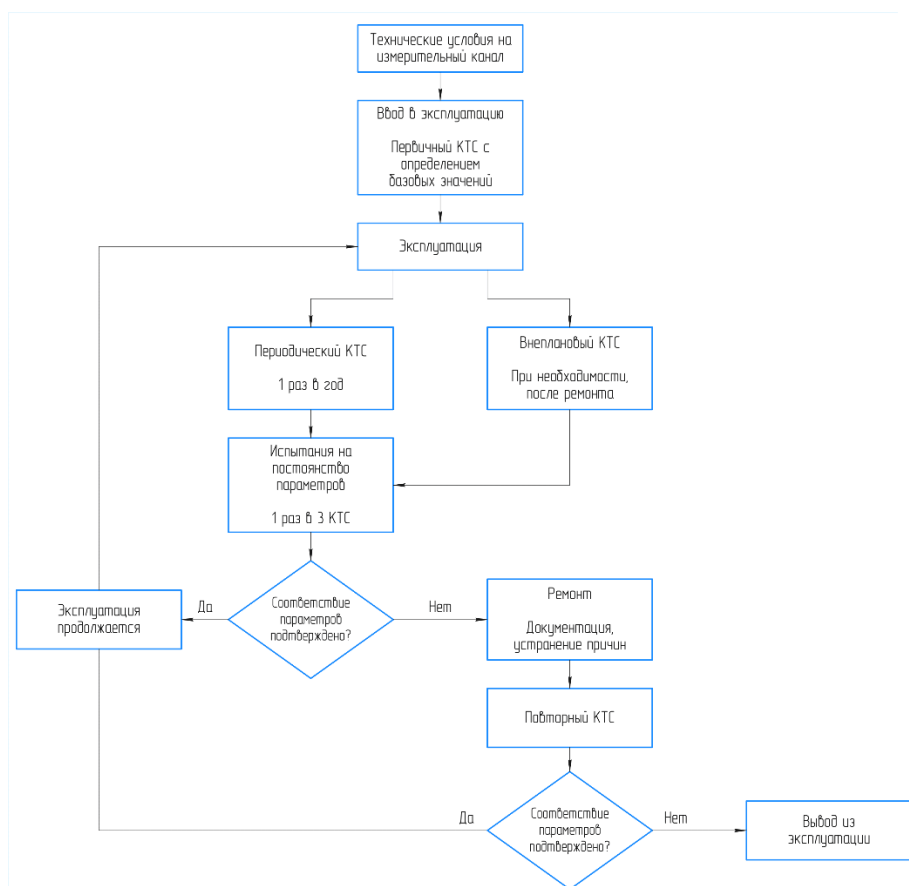 Технические условия на
измерительный канал
Ввод в эксплуатацию
Первичный КТС с
определением
базовых значений
Эксплуатация
Периодический КТС
1 раз в год
Внеплановый КТС
При необходимости,
после ремонта
Испытания на
постоянство
параметров
1 раз в 3 КТС
Эксплуатация
продолжается
Да
Соответствие
параметров
подтверждено?
Нет
Ремонт
Документация,
устранение причин
Повторный КТС
Да
Соответствие
параметров
подтверждено?
Нет
Вывод из
эксплуатации